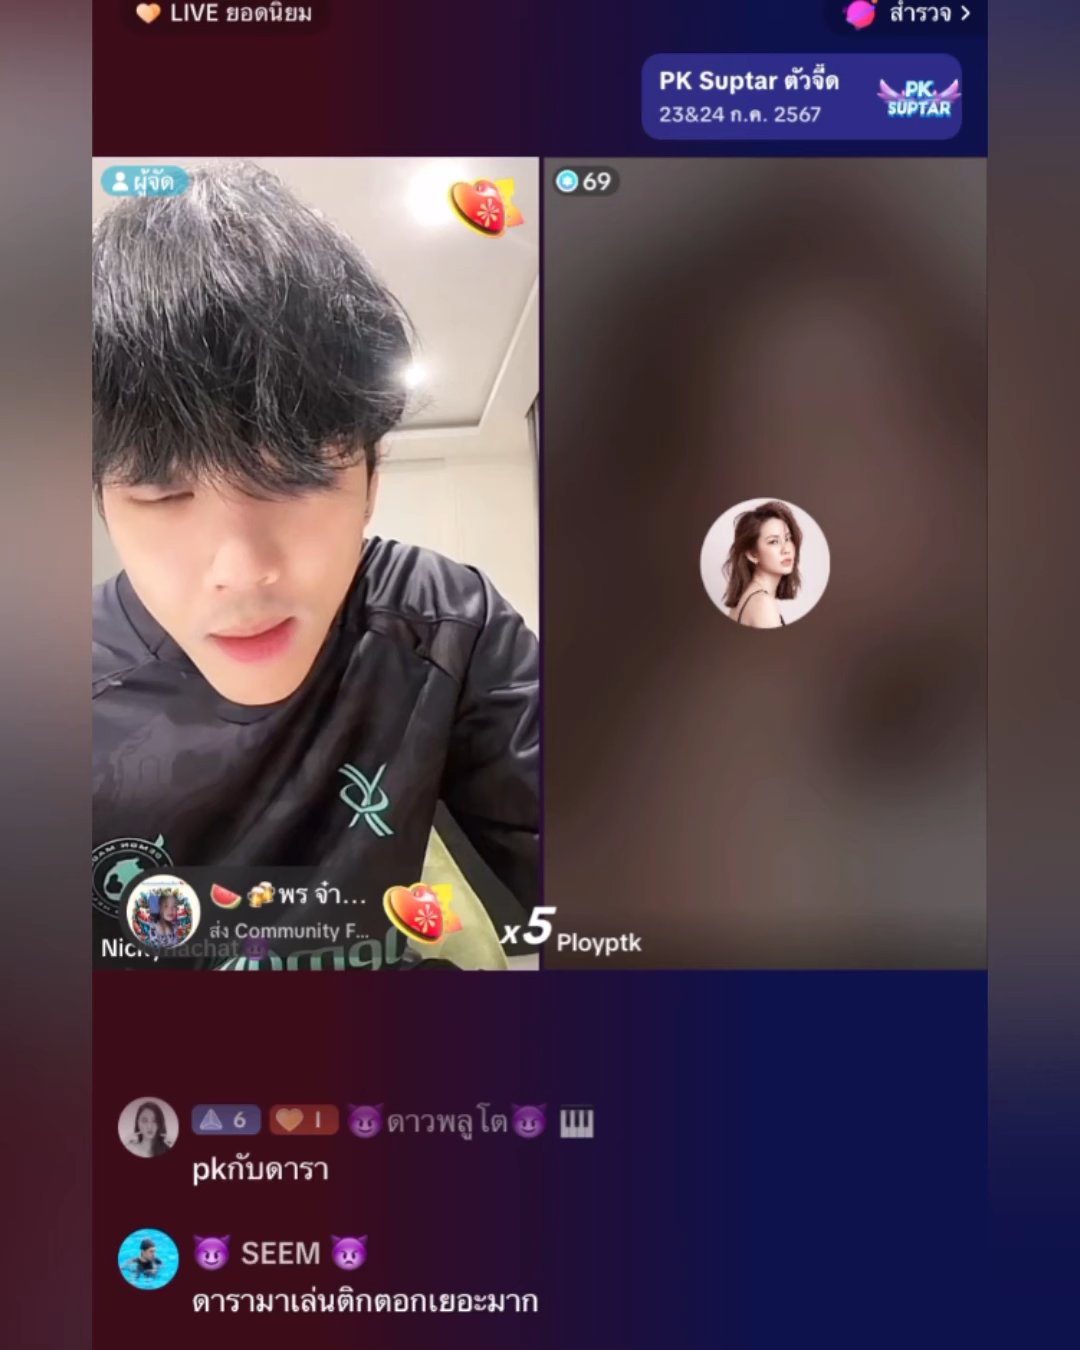 LIVE ยอดนิยม
สำรวจ >
PK Suptar ตัวจี๊ด
23&24 ก.ค. 2567
PK
SUPTAR
ผู้จัด
69
พร จ๋า...
ส่ง Community F...
x5
Ployptk
6
1
ดาวพลูโต
pkกับดารา
SEEM
ดารามาเล่นติกตอกเยอะมาก